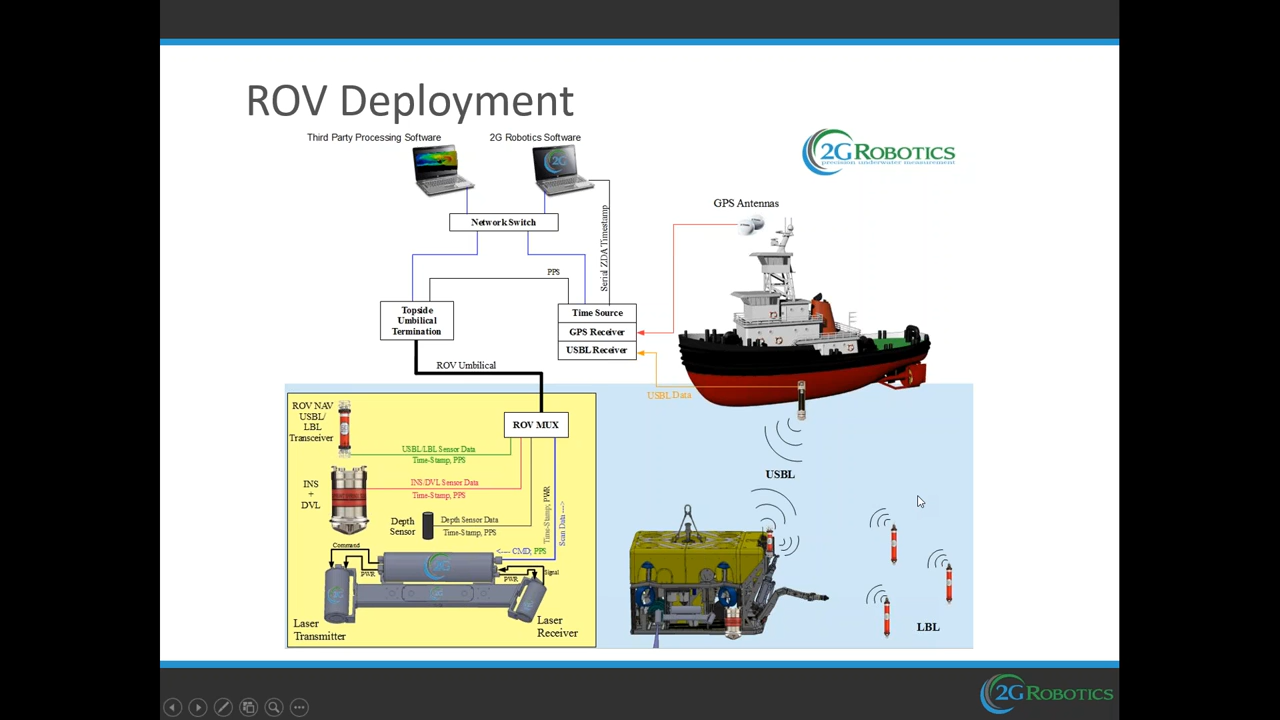 ROV Deployment
Third Party Processing Software
2G Robotics Software
2G ROBOTICS
precision underwater measurement
2G
GPS Antennas
Network Switch
Serial ZDA Timestamp
PPS
Topside
Umbilical
Termination
Time Source
GPS Receiver
USBL Receiver
ROV Umbilical
USBL Data
ROV NAV
USBL/
LBL
Transceiver
ROV MUX
USBL/LBL Sensor Data
Time-Stamp, PPS
USBL
INS
+
DVL
INS/DVL Sensor Data
Time-Stamp, PPS
Time-Stamp, PWR
Scan Data --->
Depth
Sensor
Depth Sensor Data
Time-Stamp, PPS
<---- CMD, PPS
Command
PWR
2G
PWR
Signal
Laser
Transmitter
Laser
Receiver
LBL
2G ROBOTICS